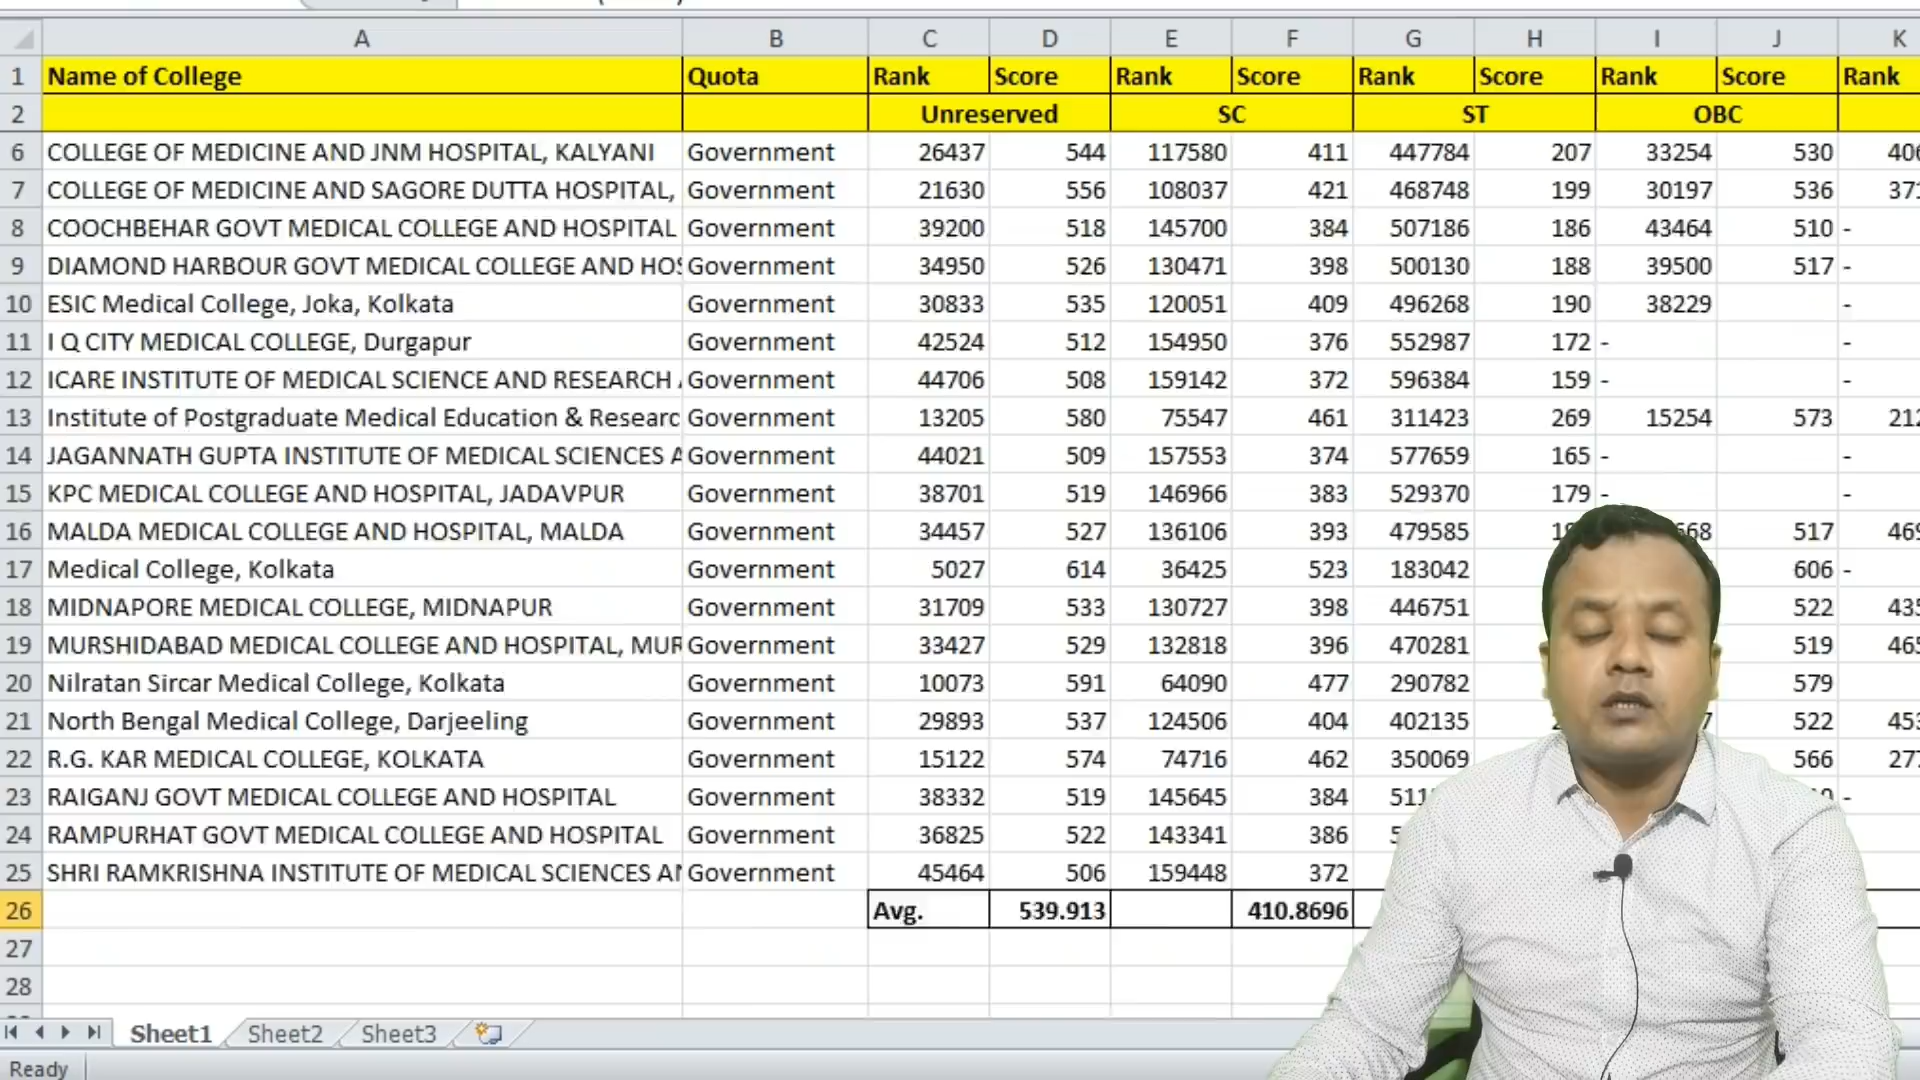 A B C D E F G H I J K
1 Name of College Quota Rank Score Rank Score Rank Score Rank Score Rank
2 Unreserved SC ST OBC
6 COLLEGE OF MEDICINE AND JNM HOSPITAL, KALYANI Government 26437 544 117580 411 447784 207 33254 530
7 COLLEGE OF MEDICINE AND SAGORE DUTTA HOSPITAL, Government 21630 556 108037 421 468748 199 30197 536
8 COOCHBEHAR GOVT MEDICAL COLLEGE AND HOSPITAL Government 39200 518 145700 384 507186 186 43464 510 -
9 DIAMOND HARBOUR GOVT MEDICAL COLLEGE AND Government 34950 526 130471 398 500130 188 39500 517 -
10 ESIC Medical College, Joka, Kolkata Government 30833 535 120051 409 496268 190 38229 -
11 I Q CITY MEDICAL COLLEGE, Durgapur Government 42524 512 154950 376 552987 172 - -
12 ICARE INSTITUTE OF MEDICAL SCIENCE AND RESEARCH Government 44706 508 159142 372 596384 159 - -
13 Institute of Postgraduate Medical Education & Researc Government 13205 580 75547 461 311423 269 15254 573
14 JAGANNATH GUPTA INSTITUTE OF MEDICAL SCIENCES Government 44021 509 157553 374 577659 165 - -
15 KPC MEDICAL COLLEGE AND HOSPITAL, JADAVPUR Government 38701 519 146966 383 529370 179 - -
16 MALDA MEDICAL COLLEGE AND HOSPITAL, MALDA Government 34457 527 136106 393 479585 517
17 Medical College, Kolkata Government 5027 614 36425 523 183042 606 -
18 MIDNAPORE MEDICAL COLLEGE, MIDNAPUR Government 31709 533 130727 398 446751 522
19 MURSHIDABAD MEDICAL COLLEGE AND HOSPITAL, MUR Government 33427 529 132818 396 470281 519
20 Nilratan Sircar Medical College, Kolkata Government 10073 591 64090 477 290782 579
21 North Bengal Medical College, Darjeeling Government 29893 537 124506 404 402135 522
22 R.G. KAR MEDICAL COLLEGE, KOLKATA Government 15122 574 74716 462 350069 566
23 RAIGANJ GOVT MEDICAL COLLEGE AND HOSPITAL Government 38332 519 145645 384 -
24 RAMPURHAT GOVT MEDICAL COLLEGE AND HOSPITAL Government 36825 522 143341 386
25 SHRI RAMKRISHNA INSTITUTE OF MEDICAL SCIENCES Government 45464 506 159448 372
26 Avg. 539.913 410.8696
27
28
Sheet1 Sheet2 Sheet3
Ready